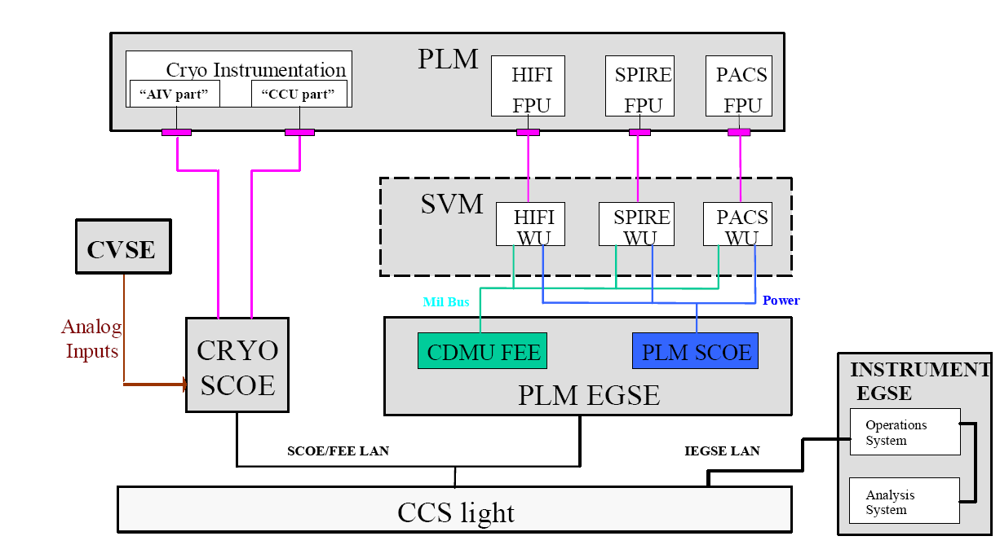 PLM
Cryo Instrumentation
“AIV part”
“CCU part”
HIFI
FPU
SPIRE
FPU
PACS
FPU
SVM
HIFI
WU
SPIRE
WU
PACS
WU
CVSE
Analog
Inputs
Mil Bus
Power
CRYO
SCOE
CDMU FEE
PLM SCOE
PLM EGSE
INSTRUMENT
EGSE
Operations
System
Analysis
System
SCOE/FEE LAN
IEGSE LAN
CCS light